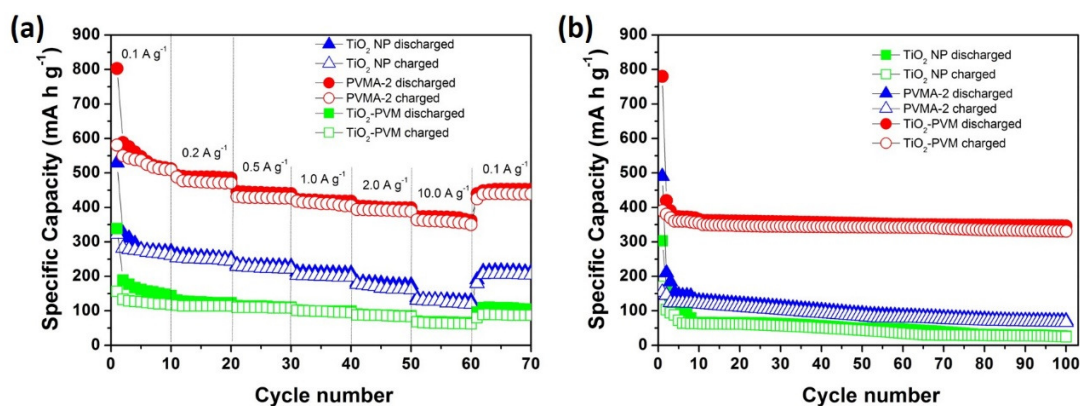 (a)
900
800
700
600
500
400
300
200
100
0
Specific Capacity (mA h g⁻¹)
0.1 A g⁻¹
0.2 A g⁻¹
0.5 A g⁻¹
1.0 A g⁻¹
2.0 A g⁻¹
10.0 A g⁻¹
0.1 A g⁻¹
TiO₂ NP discharged
TiO₂ NP charged
PVMA-2 discharged
PVMA-2 charged
TiO₂-PVM discharged
TiO₂-PVM charged
0 10 20 30 40 50 60 70
Cycle number
(b)
900
800
700
600
500
400
300
200
100
0
Specific Capacity (mA h g⁻¹)
TiO₂ NP discharged
TiO₂ NP charged
PVMA-2 discharged
PVMA-2 charged
TiO₂-PVM discharged
TiO₂-PVM charged
0 10 20 30 40 50 60 70 80 90 100
Cycle number